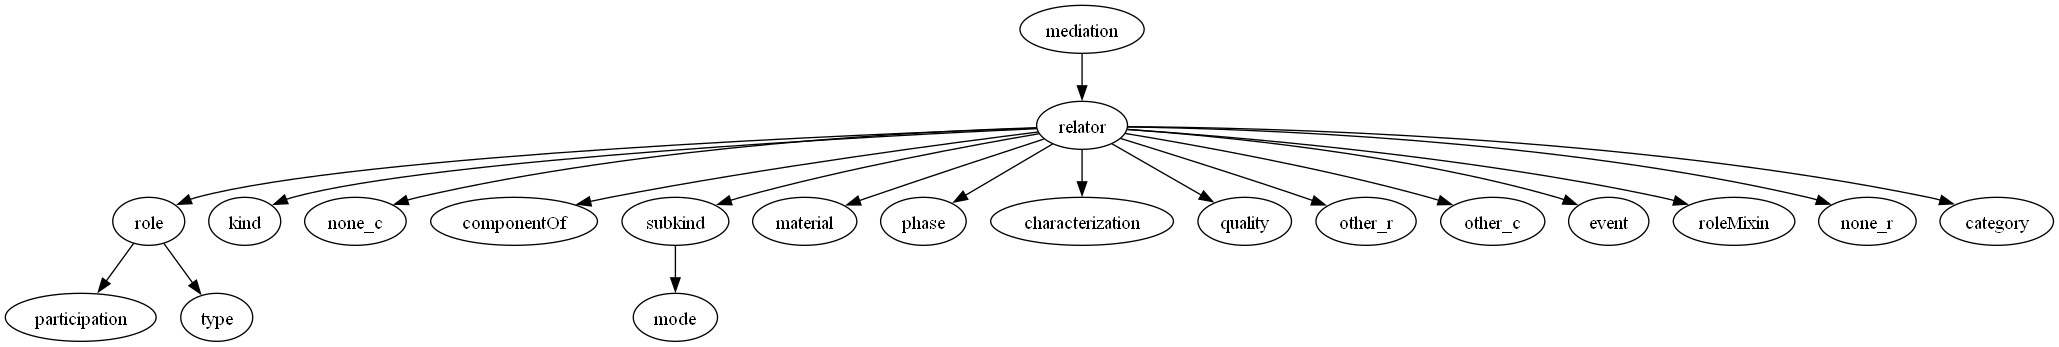 mediation
relator
role kind none_c componentOf subkind material phase characterization quality other_r other_c event roleMixin none_r category
participation type mode